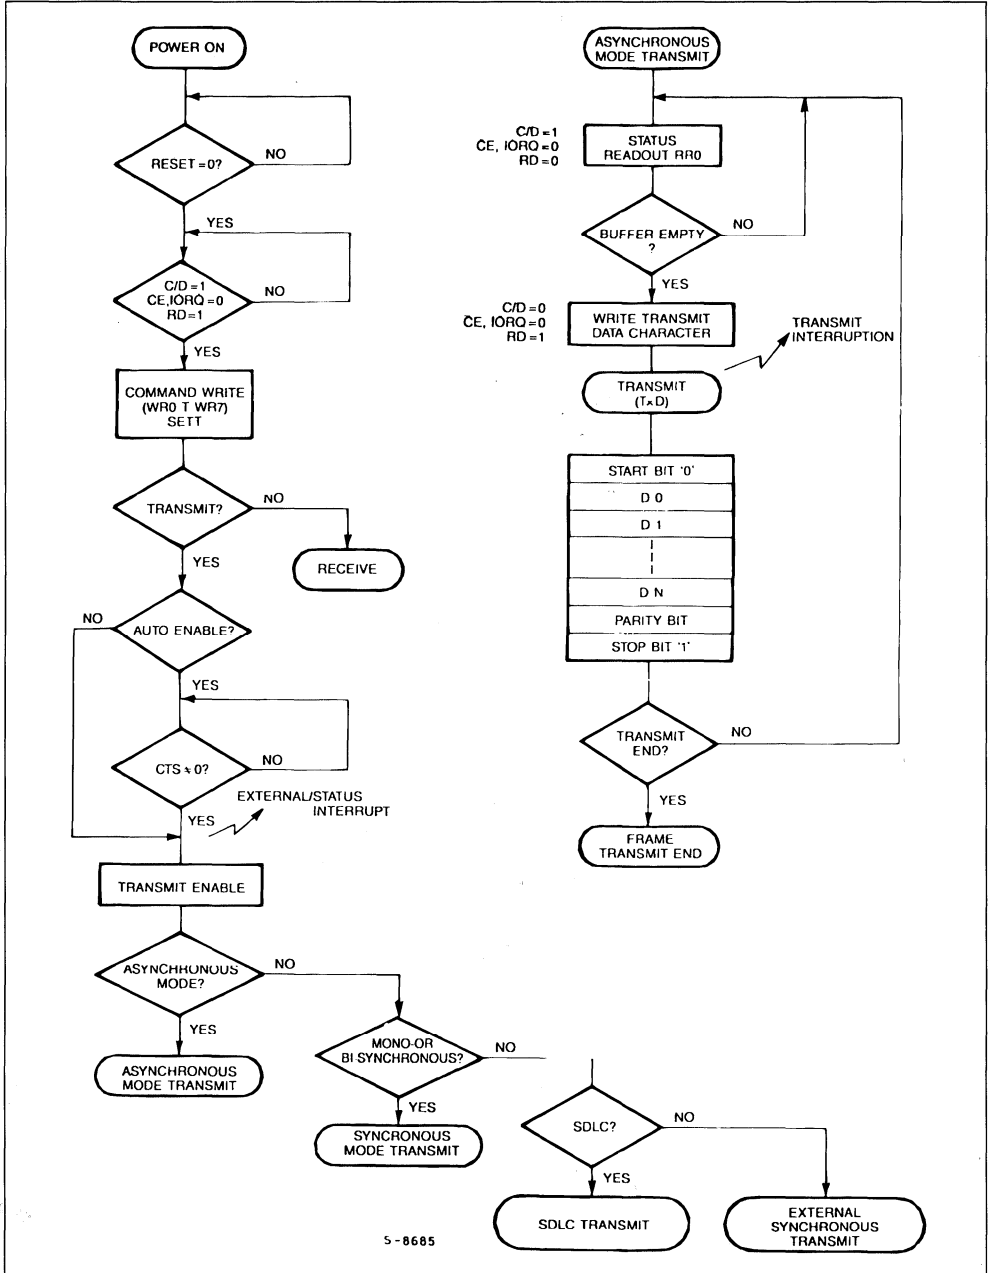 POWER ON
RESET = 0?
NO
YES
C/D = 1
CE, IORQ = 0
RD = 1
NO
YES
COMMAND WRITE
(WR0 T WR7)
SETT
TRANSMIT?
NO
RECEIVE
YES
AUTO ENABLE?
NO
YES
CTS ≠ 0?
NO
YES
EXTERNAL/STATUS
INTERRUPT
TRANSMIT ENABLE
ASYNCHRONOUS
MODE?
NO
YES
ASYNCHRONOUS
MODE TRANSMIT
MONO-OR
BI SYNCHRONOUS?
NO
YES
SYNCRONOUS
MODE TRANSMIT
SDLC?
NO
YES
SDLC TRANSMIT
EXTERNAL
SYNCHRONOUS
TRANSMIT
ASYNCHRONOUS
MODE TRANSMIT
C/D = 1
CE, IORQ = 0
RD = 0
STATUS
READOUT RR0
BUFFER EMPTY
?
NO
YES
C/D = 0
CE, IORQ = 0
RD = 1
WRITE TRANSMIT
DATA CHARACTER
TRANSMIT
INTERRUPTION
TRANSMIT
(TxD)
START BIT '0'
D 0
D 1
D N
PARITY BIT
STOP BIT '1'
TRANSMIT
END?
NO
YES
FRAME
TRANSMIT END
S-8685